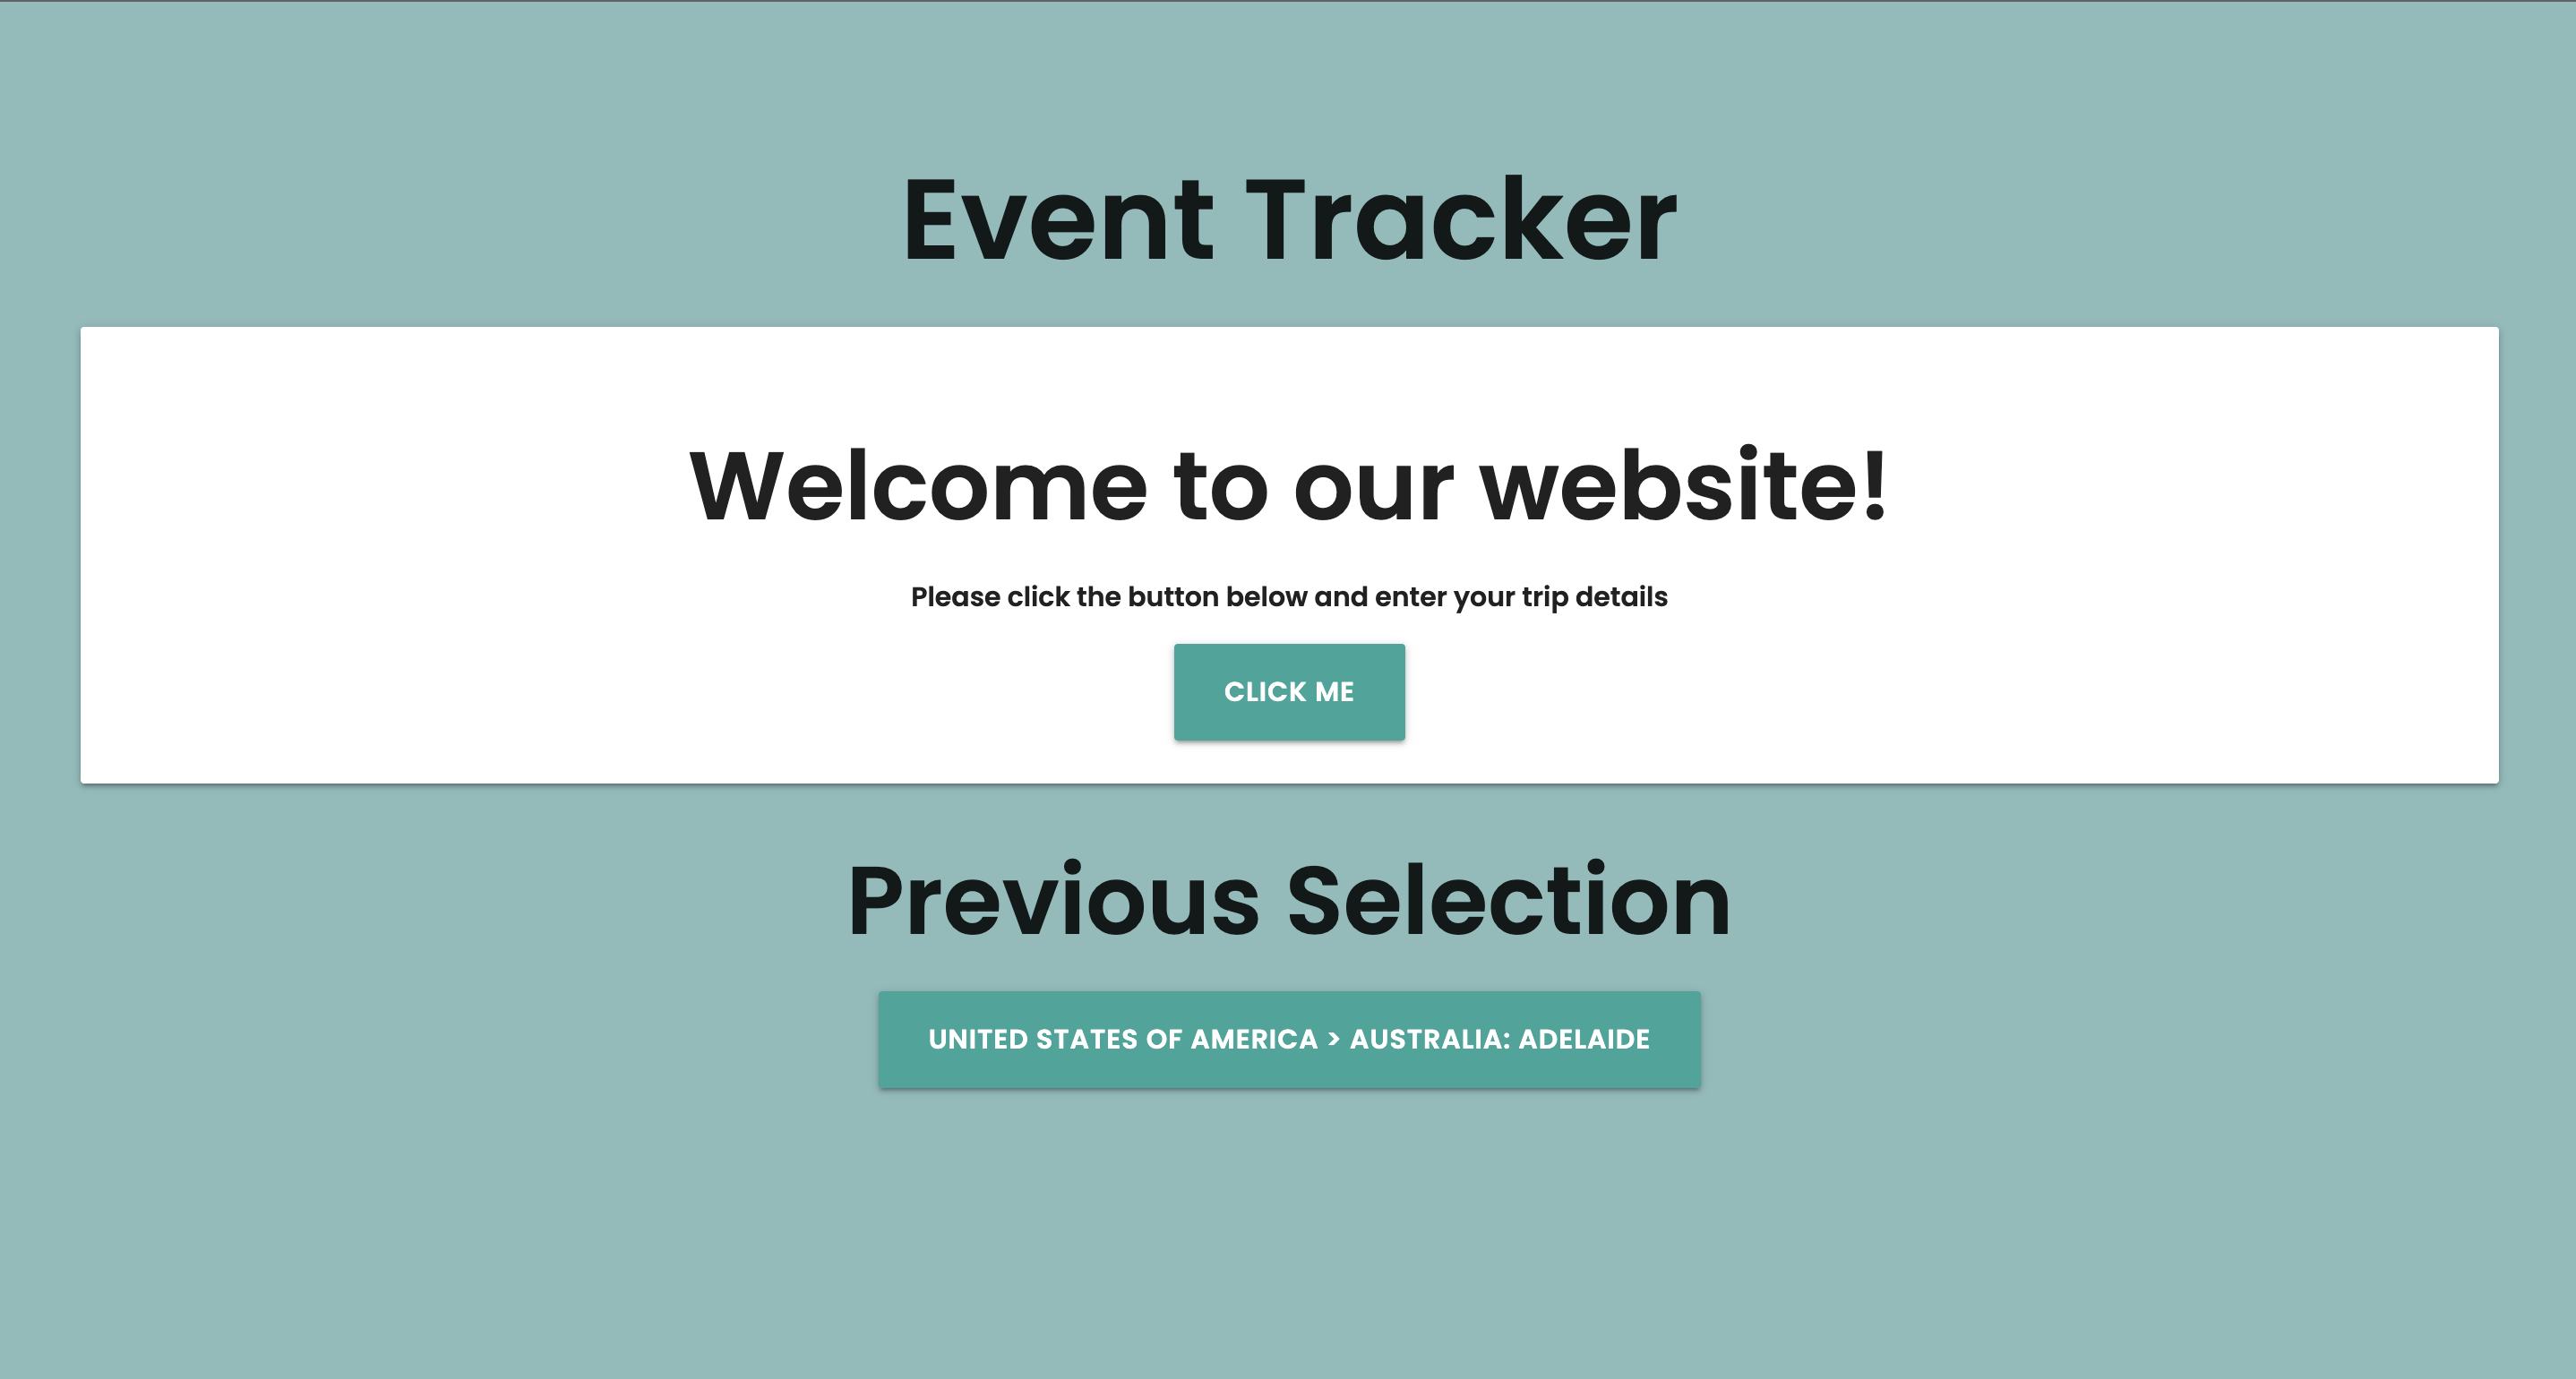 Event Tracker
Welcome to our website!
Please click the button below and enter your trip details
CLICK ME
Previous Selection
UNITED STATES OF AMERICA > AUSTRALIA: ADELAIDE